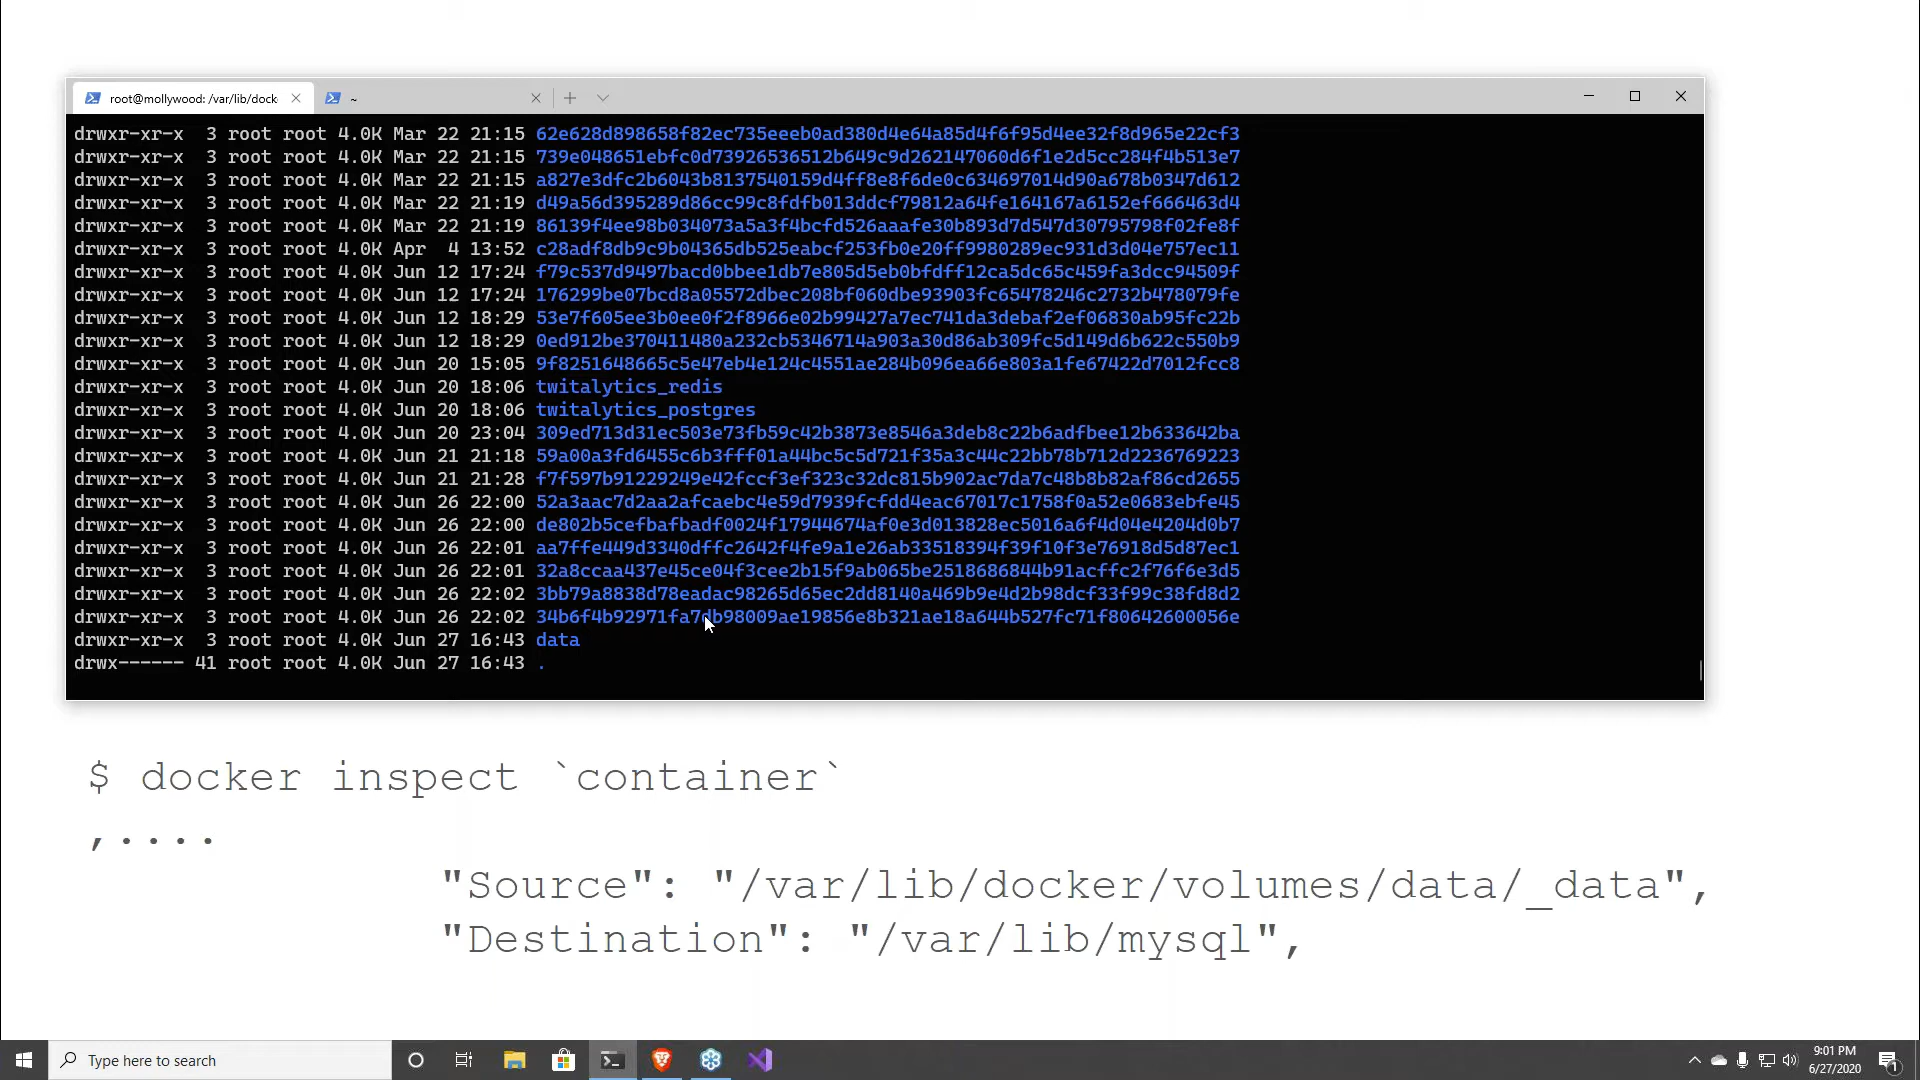 root@mollywood: /var/lib/dock
~
drwxr-xr-x 3 root root 4.0K Mar 22 21:15 62e628d898658f82ec735eeeb0ad380d4e64a85d4f6f95d4ee32f8d965e22cf3
drwxr-xr-x 3 root root 4.0K Mar 22 21:15 739e048651ebfc0d73926536512b649c9d262147060d6f1e2d5cc284f4b513e7
drwxr-xr-x 3 root root 4.0K Mar 22 21:15 a827e3dfc2b6043b8137540159d4ff8e8f6de0c634697014d90a678b0347d612
drwxr-xr-x 3 root root 4.0K Mar 22 21:19 d49a56d395289d86cc99c8fdfb013ddcf79812a64fe164167a6152ef666463d4
drwxr-xr-x 3 root root 4.0K Mar 22 21:19 86139f4ee98b034073a5a3f4bcfd526aaafe30b893d7d547d30795798f02fe8f
drwxr-xr-x 3 root root 4.0K Apr 4 13:52 c28adf8db9c9b04365db525eabcf253fb0e20ff9980289ec931d3d04e757ec11
drwxr-xr-x 3 root root 4.0K Jun 12 17:24 f79c537d9497bacd0bbee1db7e805d5eb0bfdff12ca5dc65c459fa3dcc94509f
drwxr-xr-x 3 root root 4.0K Jun 12 17:24 176299be07bcd8a05572dbec208bf060dbe93903fc65478246c2732b478079fe
drwxr-xr-x 3 root root 4.0K Jun 12 18:29 53e7f605ee3b0ee0f2f8966e02b99427a7ec741da3debaf2ef06830ab95fc22b
drwxr-xr-x 3 root root 4.0K Jun 12 18:29 0ed912be370411480a232cb5346714a903a30d86ab309fc5d149d6b622c550b9
drwxr-xr-x 3 root root 4.0K Jun 20 15:05 9f8251648665c5e47eb4e124c4551ae284b096ea66e803a1fe67422d7012fcc8
drwxr-xr-x 3 root root 4.0K Jun 20 18:06 twitalytics_redis
drwxr-xr-x 3 root root 4.0K Jun 20 18:06 twitalytics_postgres
drwxr-xr-x 3 root root 4.0K Jun 20 23:04 309ed713d31ec503e73fb59c42b3873e8546a3deb8c22b6adfbee12b633642ba
drwxr-xr-x 3 root root 4.0K Jun 21 21:18 59a00a3fd6455c6b3fff01a44bc5c5d721f35a3c44c22bb78b712d2236769223
drwxr-xr-x 3 root root 4.0K Jun 21 21:28 f7f597b91229249e42fccf3ef323c32dc815b902ac7da7c48b8b82af86cd2655
drwxr-xr-x 3 root root 4.0K Jun 26 22:00 52a3aac7d2aa2afcaebc4e59d7939fcfdd4eac67017c1758f0a52e0683ebfe45
drwxr-xr-x 3 root root 4.0K Jun 26 22:00 de802b5cefbafbadf0024f17944674af0e3d013828ec5016a6f4d04e4204d0b7
drwxr-xr-x 3 root root 4.0K Jun 26 22:01 aa7ffe449d3340dffc2642f4fe9a1e26ab33518394f39f10f3e76918d5d87ec1
drwxr-xr-x 3 root root 4.0K Jun 26 22:01 32a8ccaa437e45ce04f3cee2b15f9ab065be2518686844b91acffc2f76f6e3d5
drwxr-xr-x 3 root root 4.0K Jun 26 22:02 3bb79a8838d78eadac98265d65ec2dd8140a469b9e4d2b98dcf33f99c38fd8d2
drwxr-xr-x 3 root root 4.0K Jun 26 22:02 34b6f4b92971fa7db98009ae19856e8b321ae18a644b527fc71f80642600056e
drwxr-xr-x 3 root root 4.0K Jun 27 16:43 data
drwx------ 41 root root 4.0K Jun 27 16:43 .
$ docker inspect `container`
,....
"Source": "/var/lib/docker/volumes/data/_data",
"Destination": "/var/lib/mysql",
Type here to search
9:01 PM
6/27/2020
1